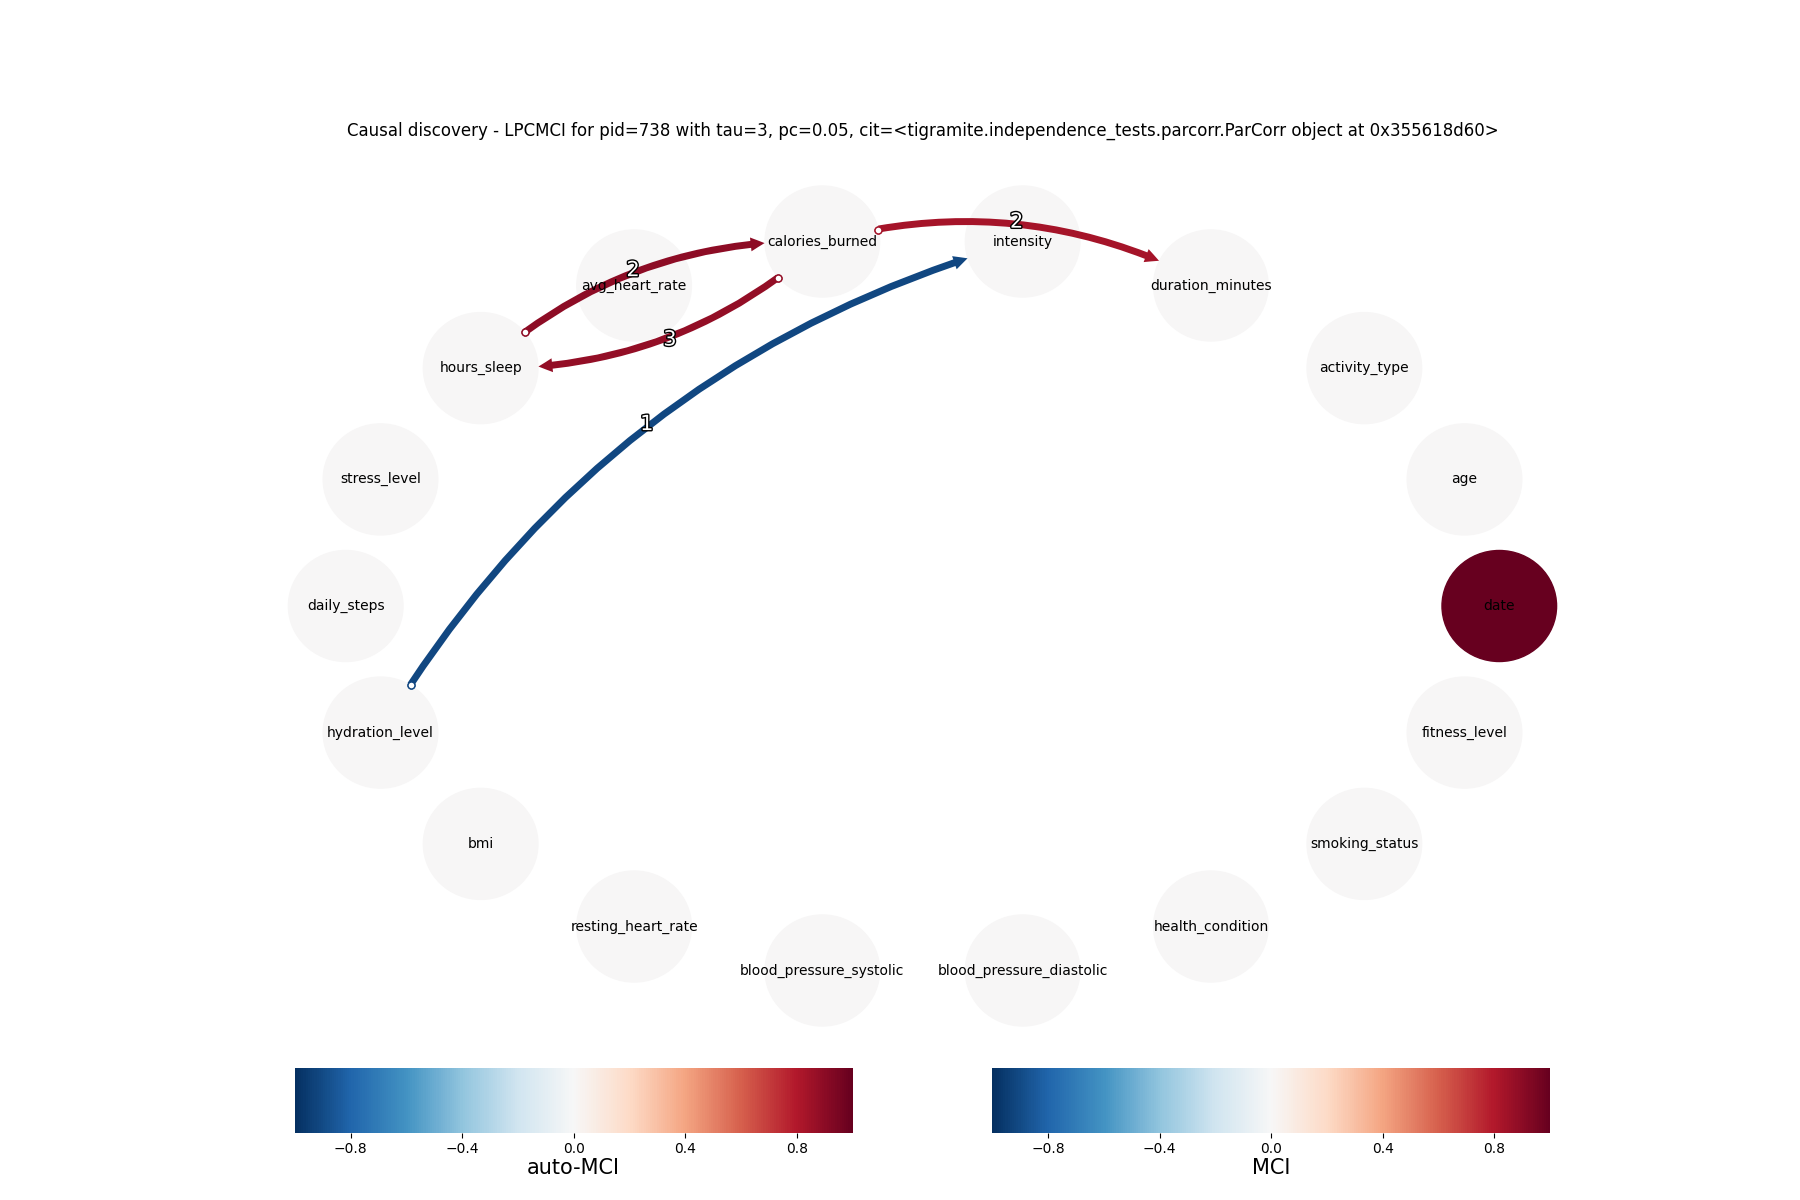 Causal discovery - LPCMCI for pid=738 with tau=3, pc=0.05, cit=<tigramite.independence_tests.parcorr.ParCorr object at 0x355618d60>
2
calories_burned
intensity
2
avg_heart_rate
duration_minutes
3
hours_sleep
activity_type
1
stress_level
age
daily_steps
date
hydration_level
fitness_level
bmi
smoking_status
resting_heart_rate
health_condition
blood_pressure_systolic
blood_pressure_diastolic
−0.8 −0.4 0.0 0.4 0.8
auto-MCI
−0.8 −0.4 0.0 0.4 0.8
MCI